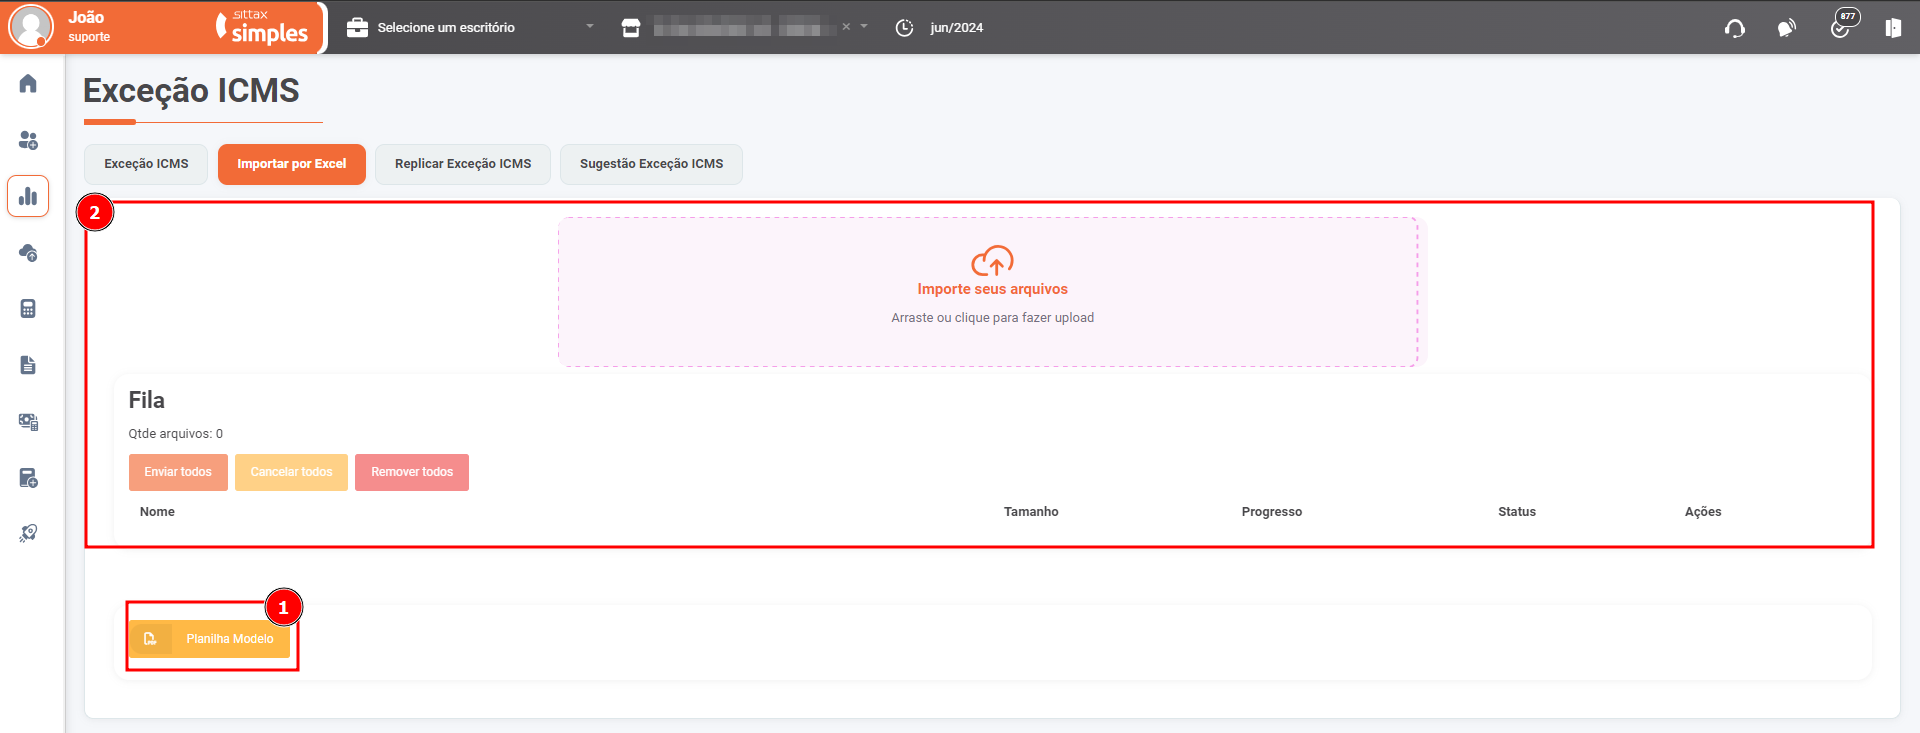 João
suporte
sittax
simples
Selecione um escritório
jun/2024
877
Exceção ICMS
Exceção ICMS
Importar por Excel
Replicar Exceção ICMS
Sugestão Exceção ICMS
2
Importe seus arquivos
Arraste ou clique para fazer upload
Fila
Qtde arquivos: 0
Enviar todos
Cancelar todos
Remover todos
Nome
Tamanho
Progresso
Status
Ações
1
Planilha Modelo